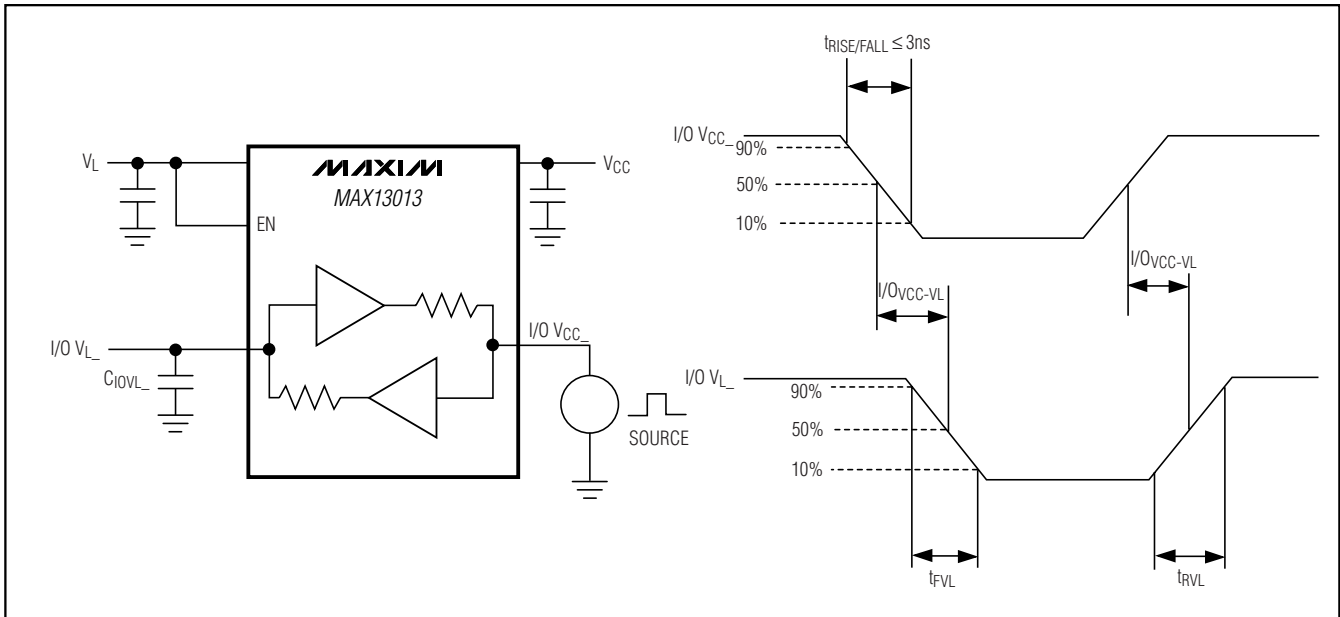 VL
MAXIM
MAX13013
VCC
EN
I/O VL_
CIOVL_
I/O VCC_
SOURCE
tRISE/FALL ≤ 3ns
I/O VCC_
90%
50%
10%
I/OVCC-VL
I/OVCC-VL
I/O VL_
90%
50%
10%
tFVL
tRVL